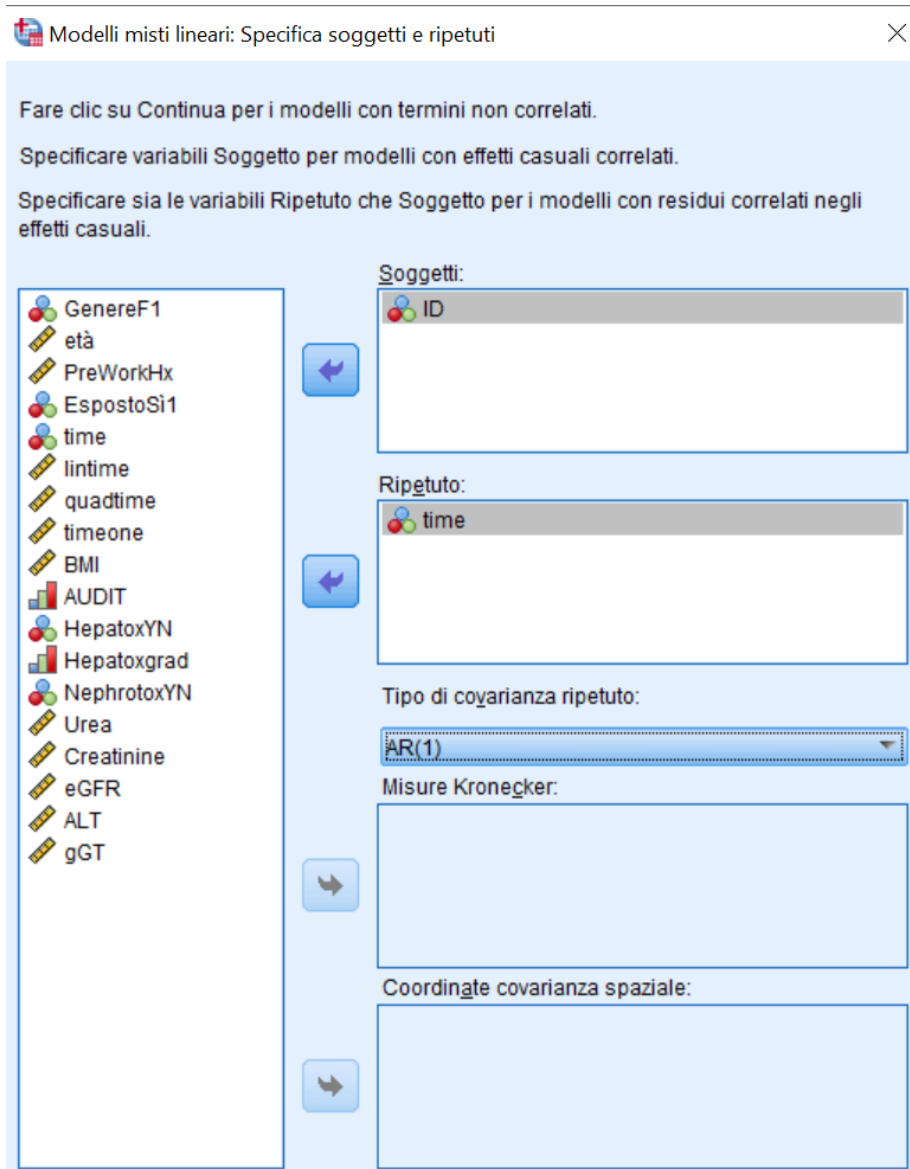 Modelli misti lineari: Specifica soggetti e ripetuti
Fare clic su Continua per i modelli con termini non correlati.
Specificare variabili Soggetto per modelli con effetti casuali correlati.
Specificare sia le variabili Ripetuto che Soggetto per i modelli con residui correlati negli
effetti casuali.
GenereF1
età
PreWorkHx
EspostoSì1
time
lintime
quadtime
timeone
BMI
AUDIT
HepatoxYN
Hepatoxgrad
NephrotoxYN
Urea
Creatinine
eGFR
ALT
gGT
Soggetti:
ID
Ripetuto:
time
Tipo di covarianza ripetuto:
AR(1)
Misure Kronecker:
Coordinate covarianza spaziale: